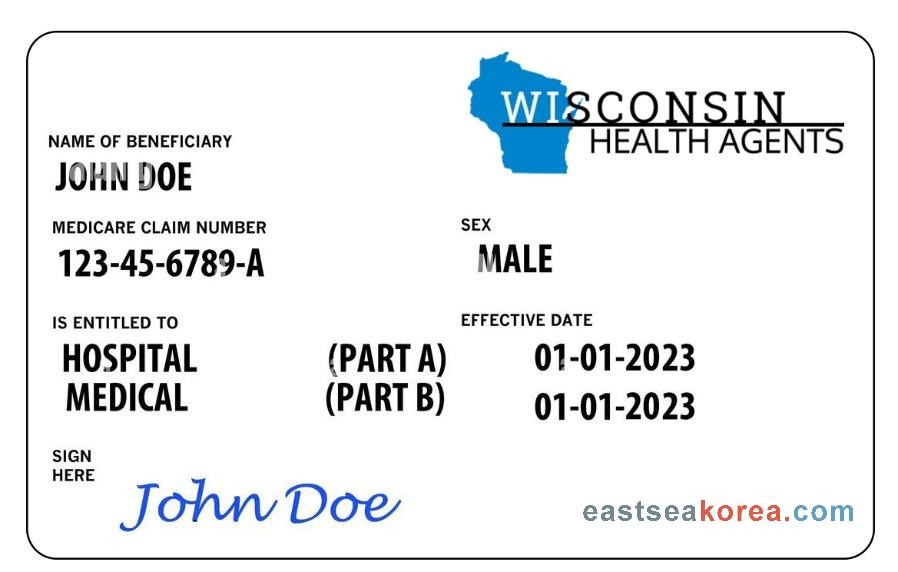 WISCONSIN
HEALTH AGENTS
NAME OF BENEFICIARY
JOHN DOE
MEDICARE CLAIM NUMBER
123-45-6789-A
SEX
MALE
IS ENTITLED TO
EFFECTIVE DATE
HOSPITAL (PART A) 01-01-2023
MEDICAL (PART B) 01-01-2023
SIGN
HERE
John Doe
eastseakorea.com